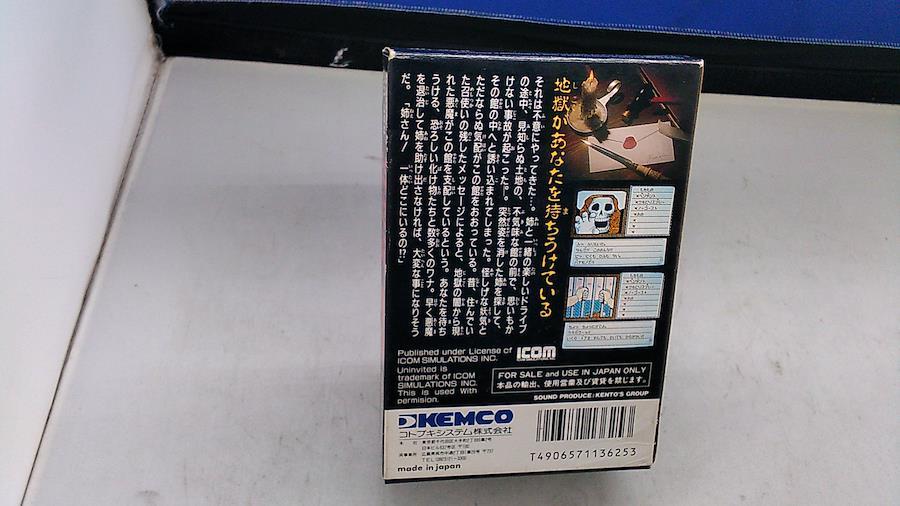 地獄があなたを待ちうけている
それは不意にやってきた…。姉と一緒の楽しいドライブ
の途中、見知らぬ土地の、不気味な館の前で、思いもか
けない事故が起こった。突然姿を消した姉を探して、
その館の中へと誘い込まれてしまった。怪しげな妖気と
ただならぬ気配がこの館をおおっている。昔、住んでい
た召使いの残したメッセージによると、地獄の闇から現
れた悪魔がこの館を支配しているという。あなたを待ち
うける、恐ろしい化け物たちと数多くのワナ。早く悪魔
を退治して姉を助け出さなければ、大変な事になりそう
だ。「姉さん！ 一体どこにいるの!?」
Published under License of
ICOM SIMULATIONS INC.
Uninvited is
trademark of ICOM
SIMULATIONS INC.
This is used With
permision.
ICOM
FOR SALE and USE IN JAPAN ONLY
本品の輸出、使用営業及び賃貸を禁じます。
SOUND PRODUCE:KENTO'S GROUP
KEMCO
コトブキシステム株式会社
made in japan
T4906571136253